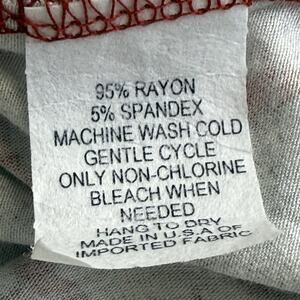 95% RAYON
5% SPANDEX
MACHINE WASH COLD
GENTLE CYCLE
ONLY NON-CHLORINE
BLEACH WHEN
NEEDED
HANG TO DRY
MADE IN U.S.A OF
IMPORTED FABRIC